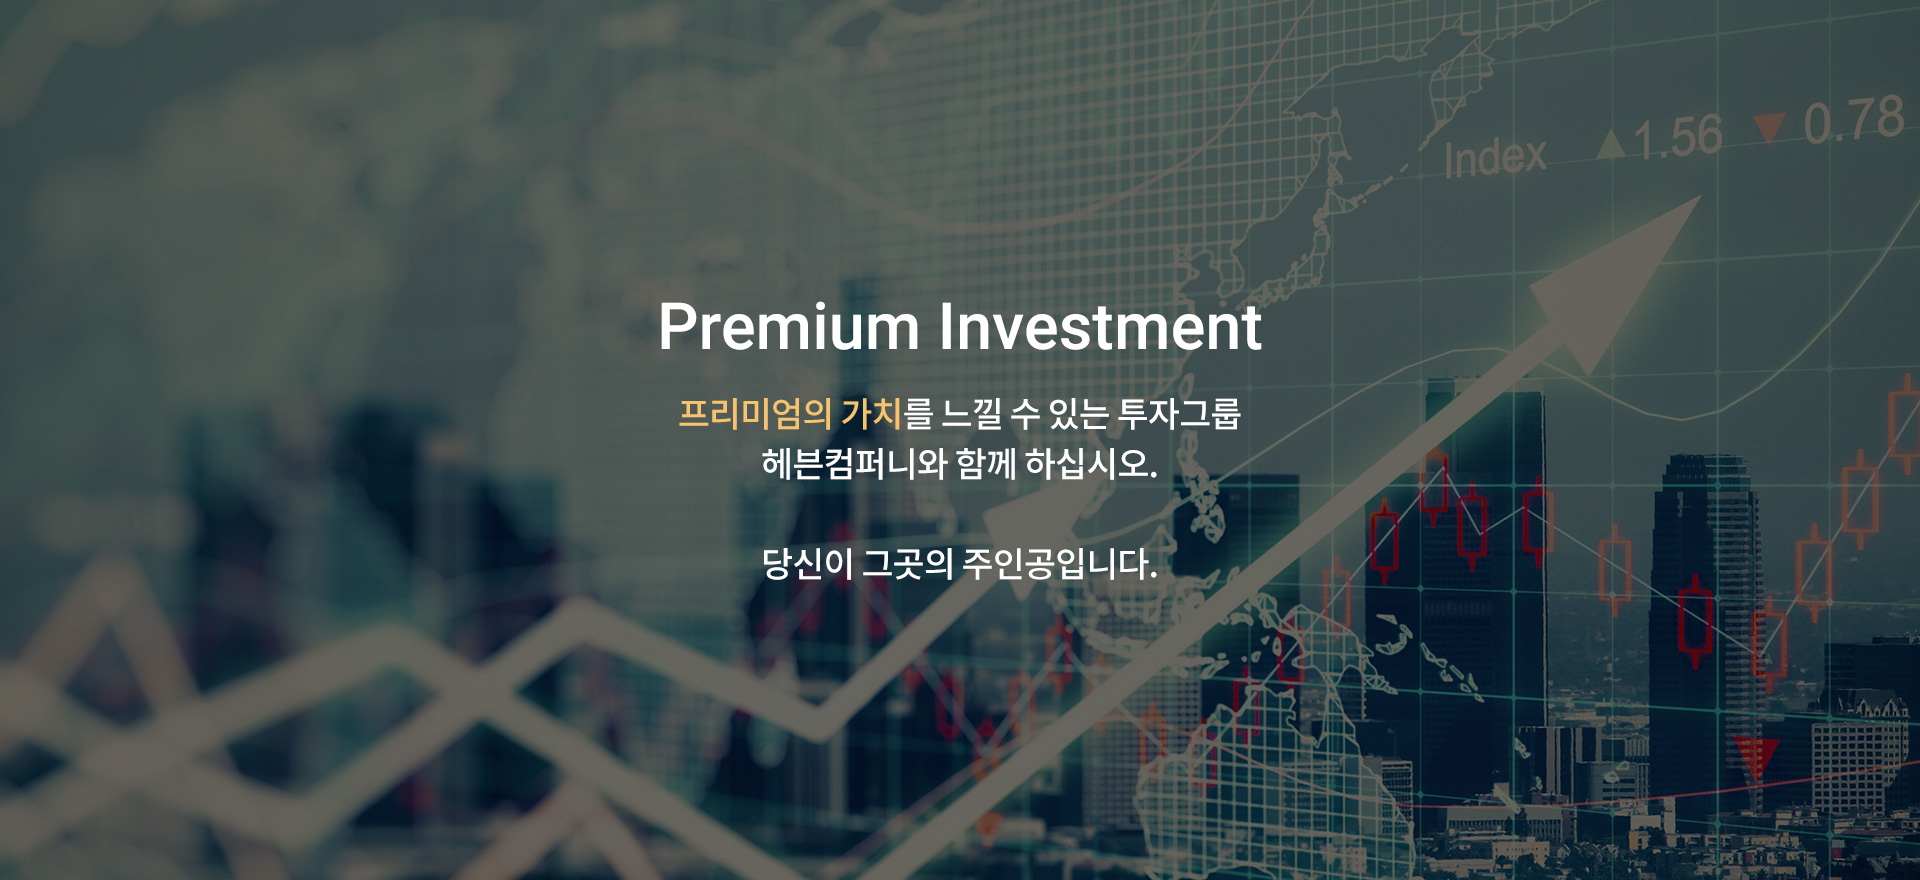 Index ▲ 1.56 ▼ 0.78
Premium Investment
프리미엄의 가치를 느낄 수 있는 투자그룹
헤븐컴퍼니와 함께 하십시오.
당신이 그곳의 주인공입니다.